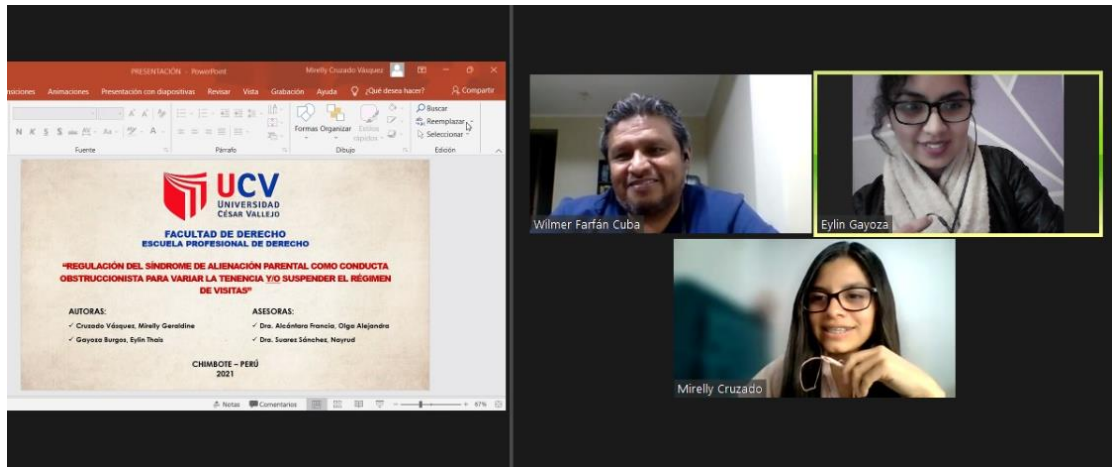 PRESENTACIÓN - PowerPoint
Mirelly Cruzado Vásquez
Animaciones Presentación con diapositivas Revisar Vista Grabación Ayuda ¿Qué desea hacer? Compartir
Buscar
Reemplazar
Seleccionar
Formas Organizar Estilos
rápidos
N K S
Fuente Párrafo Dibujo Edición
UCV
UNIVERSIDAD
CÉSAR VALLEJO
FACULTAD DE DERECHO
ESCUELA PROFESIONAL DE DERECHO
“REGULACIÓN DEL SÍNDROME DE ALIENACIÓN PARENTAL COMO CONDUCTA
OBSTRUCCIONISTA PARA VARIAR LA TENENCIA Y/O SUSPENDER EL RÉGIMEN
DE VISITAS”
AUTORAS:
✓ Cruzado Vásques, Mirelly Geraldine
✓ Gayoza Burgos, Eylin Thais
ASESORAS:
✓ Dra. Alcántara Francia, Olga Alejandra
✓ Dra. Suarez Sánchez, Nayrud
CHIMBOTE – PERÚ
2021
Notas Comentarios 67%
Wilmer Farfán Cuba
Eylin Gayoza
Mirelly Cruzado